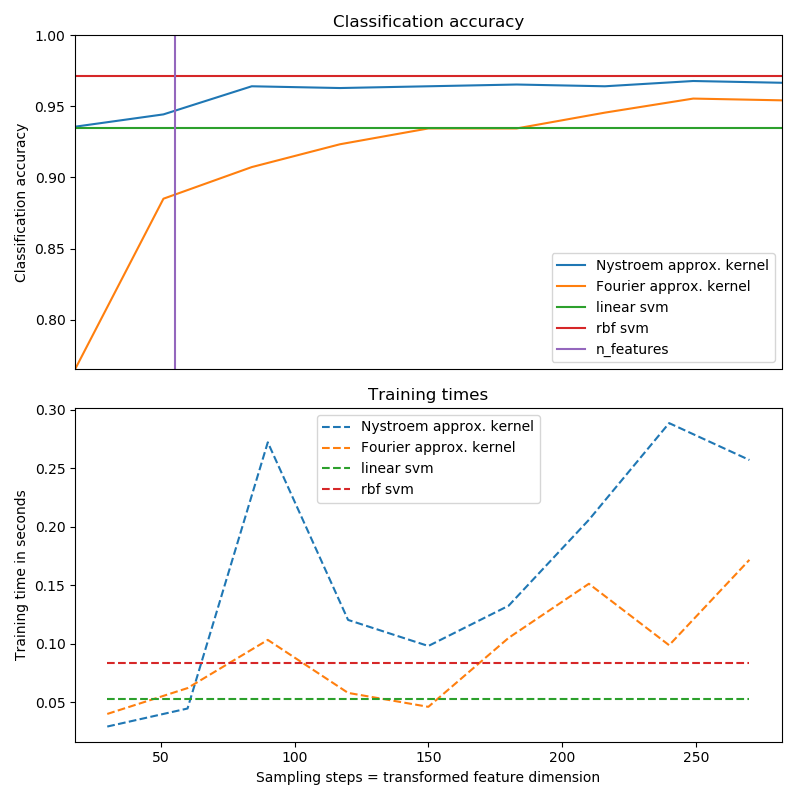 Classification accuracy
1.00
0.95
0.90
0.85
0.80
Classification accuracy
Nystroem approx. kernel
Fourier approx. kernel
linear svm
rbf svm
n_features
Training times
0.30
0.25
0.20
0.15
0.10
0.05
Training time in seconds
Nystroem approx. kernel
Fourier approx. kernel
linear svm
rbf svm
50 100 150 200 250
Sampling steps = transformed feature dimension